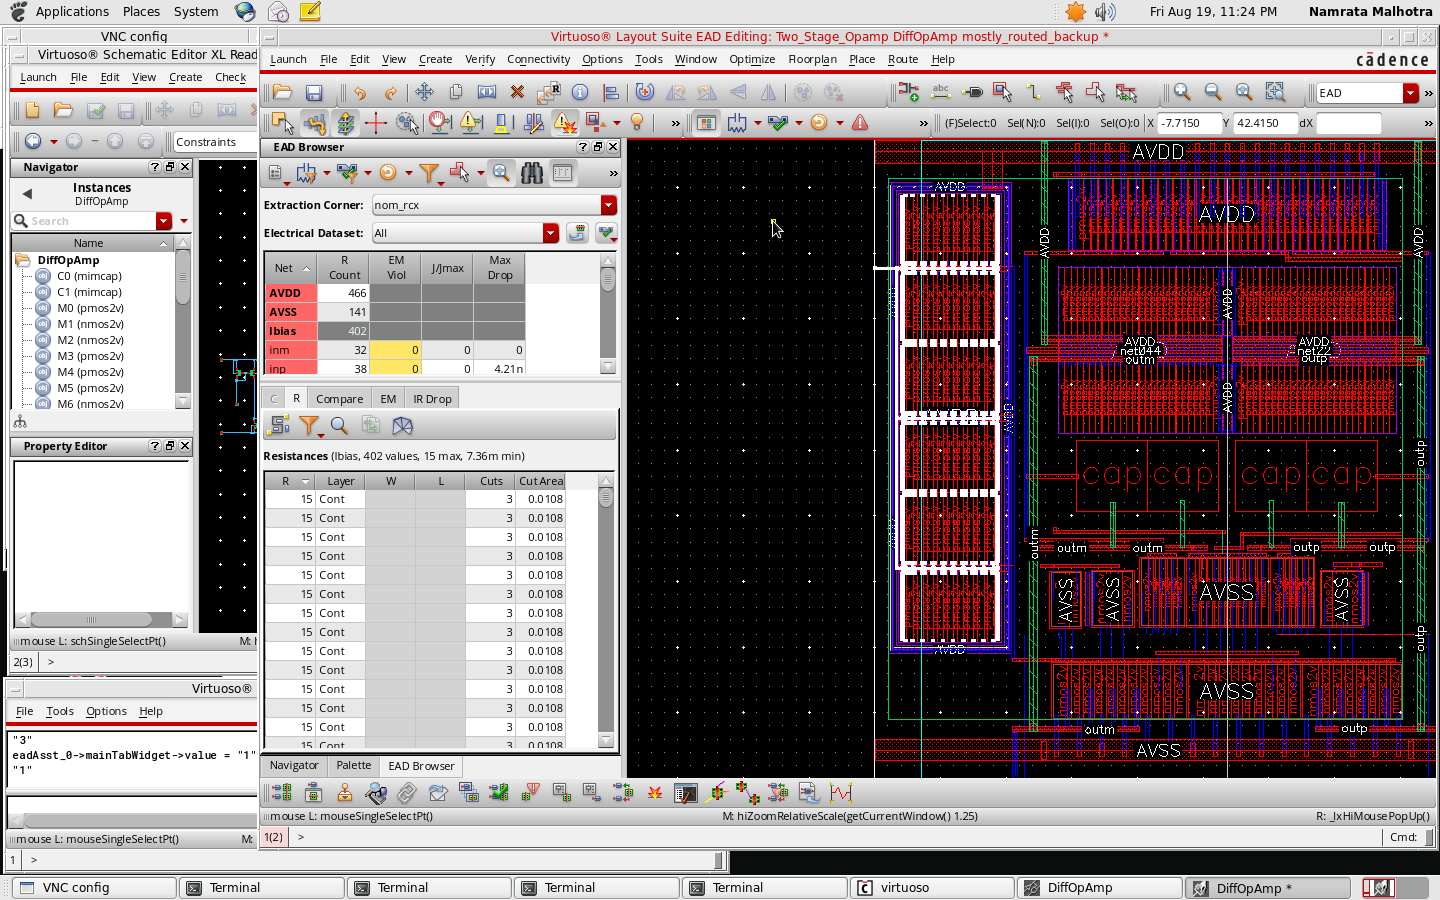 Applications Places System
Fri Aug 19, 11:24 PM Namrata Malhotra
VNC config
Virtuoso® Schematic Editor XL Read
Launch File Edit View Create Check
Constraints
Navigator
Instances
DiffOpAmp
Search
Name
DiffOpAmp
C0 (mimcap)
C1 (mimcap)
M0 (pmos2v)
M1 (nmos2v)
M2 (nmos2v)
M3 (pmos2v)
M4 (pmos2v)
M5 (pmos2v)
M6 (nmos2v)
Property Editor
mouse L: schSingleSelectPt() M:
2(3) >
Virtuoso®
File Tools Options Help
"3"
eadAsst_0->mainTabWidget->value = "1"
"1"
mouse L: mouseSingleSelectPt() M:
1 >
Virtuoso® Layout Suite EAD Editing: Two_Stage_Opamp DiffOpAmp mostly_routed_backup *
Launch File Edit View Create Verify Connectivity Options Tools Window Optimize Floorplan Place Route Help
cādence
abc
EAD
(F)Select:0 Sel(N):0 Sel(I):0 Sel(O):0 X -7.7150 Y 42.4150 dX
EAD Browser
Extraction Corner: nom_rcx
Electrical Dataset: All
Net R Count EM Viol J/Jmax Max Drop
AVDD 466
AVSS 141
Ibias 402
inm 32 0 0 0
inp 38 0 0 4.21n
C R Compare EM IR Drop
Resistances (Ibias, 402 values, 15 max, 7.36m min)
R Layer W L Cuts Cut Area
15 Cont 3 0.0108
15 Cont 3 0.0108
15 Cont 3 0.0108
15 Cont 3 0.0108
15 Cont 3 0.0108
15 Cont 3 0.0108
15 Cont 3 0.0108
15 Cont 3 0.0108
15 Cont 3 0.0108
15 Cont 3 0.0108
15 Cont 3 0.0108
15 Cont 3 0.0108
15 Cont 3 0.0108
15 Cont 3 0.0108
Navigator Palette EAD Browser
AVDD
AVDD
AVDD
AVDD
AVDD
AVDD
AVDD
AVDD net044 outm
AVDD net22 outp
AVDD
AVDD
outp
cap cap cap cap
outm
outm outm outp outp
AVSS AVSS AVSS AVSS
outp
AVDD
AVSS
outm outp
AVSS
mouse L: mouseSingleSelectPt() M: hiZoomRelativeScale(getCurrentWindow() 1.25) R: _lxHiMousePopUp()
1(2) > Cmd:
VNC config Terminal Terminal Terminal Terminal virtuoso DiffOpAmp DiffOpAmp *